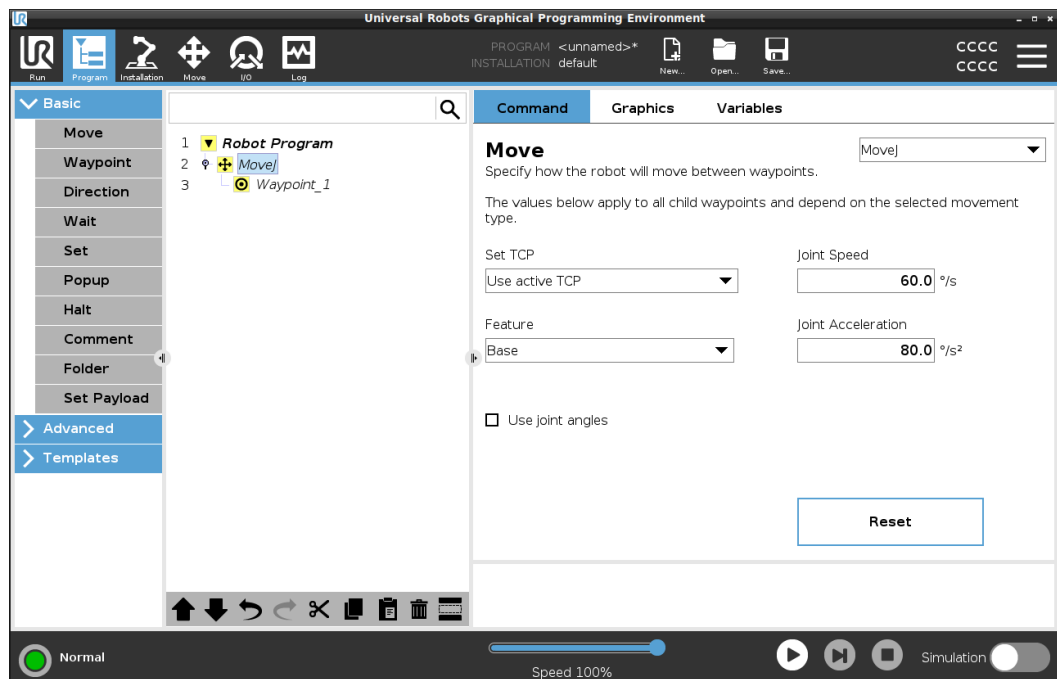 UR
Universal Robots Graphical Programming Environment
UR
Run
Program
Installation
Move
I/O
Log
PROGRAM <unnamed>*
INSTALLATION default
New...
Open...
Save...
CCCC
CCCC
Basic
Move
Waypoint
Direction
Wait
Set
Popup
Halt
Comment
Folder
Set Payload
Advanced
Templates
1 Robot Program
2 MoveJ
3 Waypoint_1
Command Graphics Variables
Move
MoveJ
Specify how the robot will move between waypoints.
The values below apply to all child waypoints and depend on the selected movement
type.
Set TCP
Use active TCP
Joint Speed
60.0 °/s
Feature
Base
Joint Acceleration
80.0 °/s²
Use joint angles
Reset
Normal
Speed 100%
Simulation